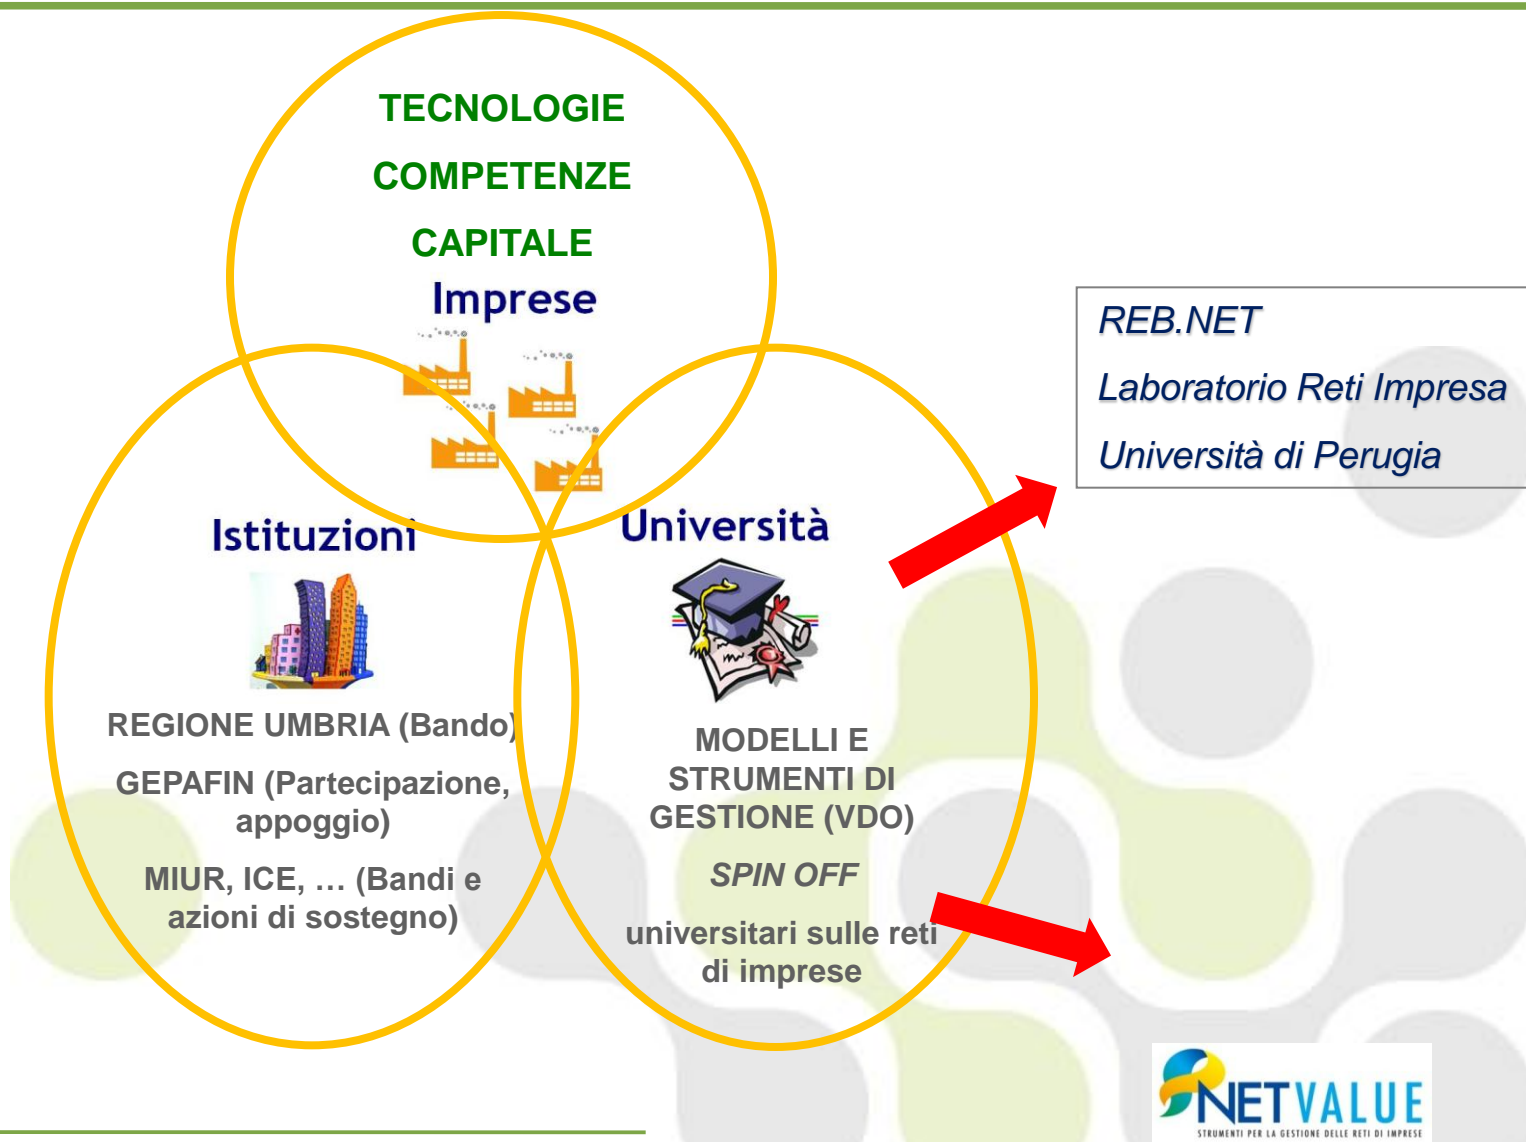 TECNOLOGIE
COMPETENZE
CAPITALE
Imprese
Istituzioni
REGIONE UMBRIA (Bando)
GEPAFIN (Partecipazione,
appoggio)
MIUR, ICE, … (Bandi e
azioni di sostegno)
Università
MODELLI E
STRUMENTI DI
GESTIONE (VDO)
SPIN OFF
universitari sulle reti
di imprese
REB.NET
Laboratorio Reti Impresa
Università di Perugia
NETVALUE
STRUMENTI PER LA GESTIONE DELLE RETI DI IMPRESE